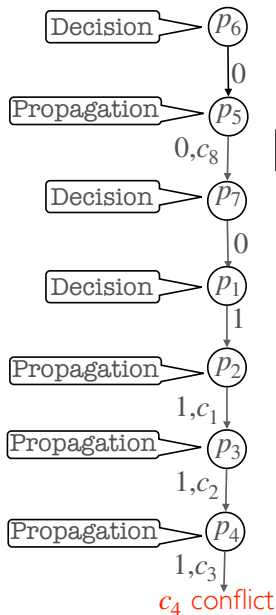 Decision p₆
0
Propagation p₅
0,c₈
Decision p₇
0
Decision p₁
1
Propagation p₂
1,c₁
Propagation p₃
1,c₂
Propagation p₄
1,c₃
c₄ conflict